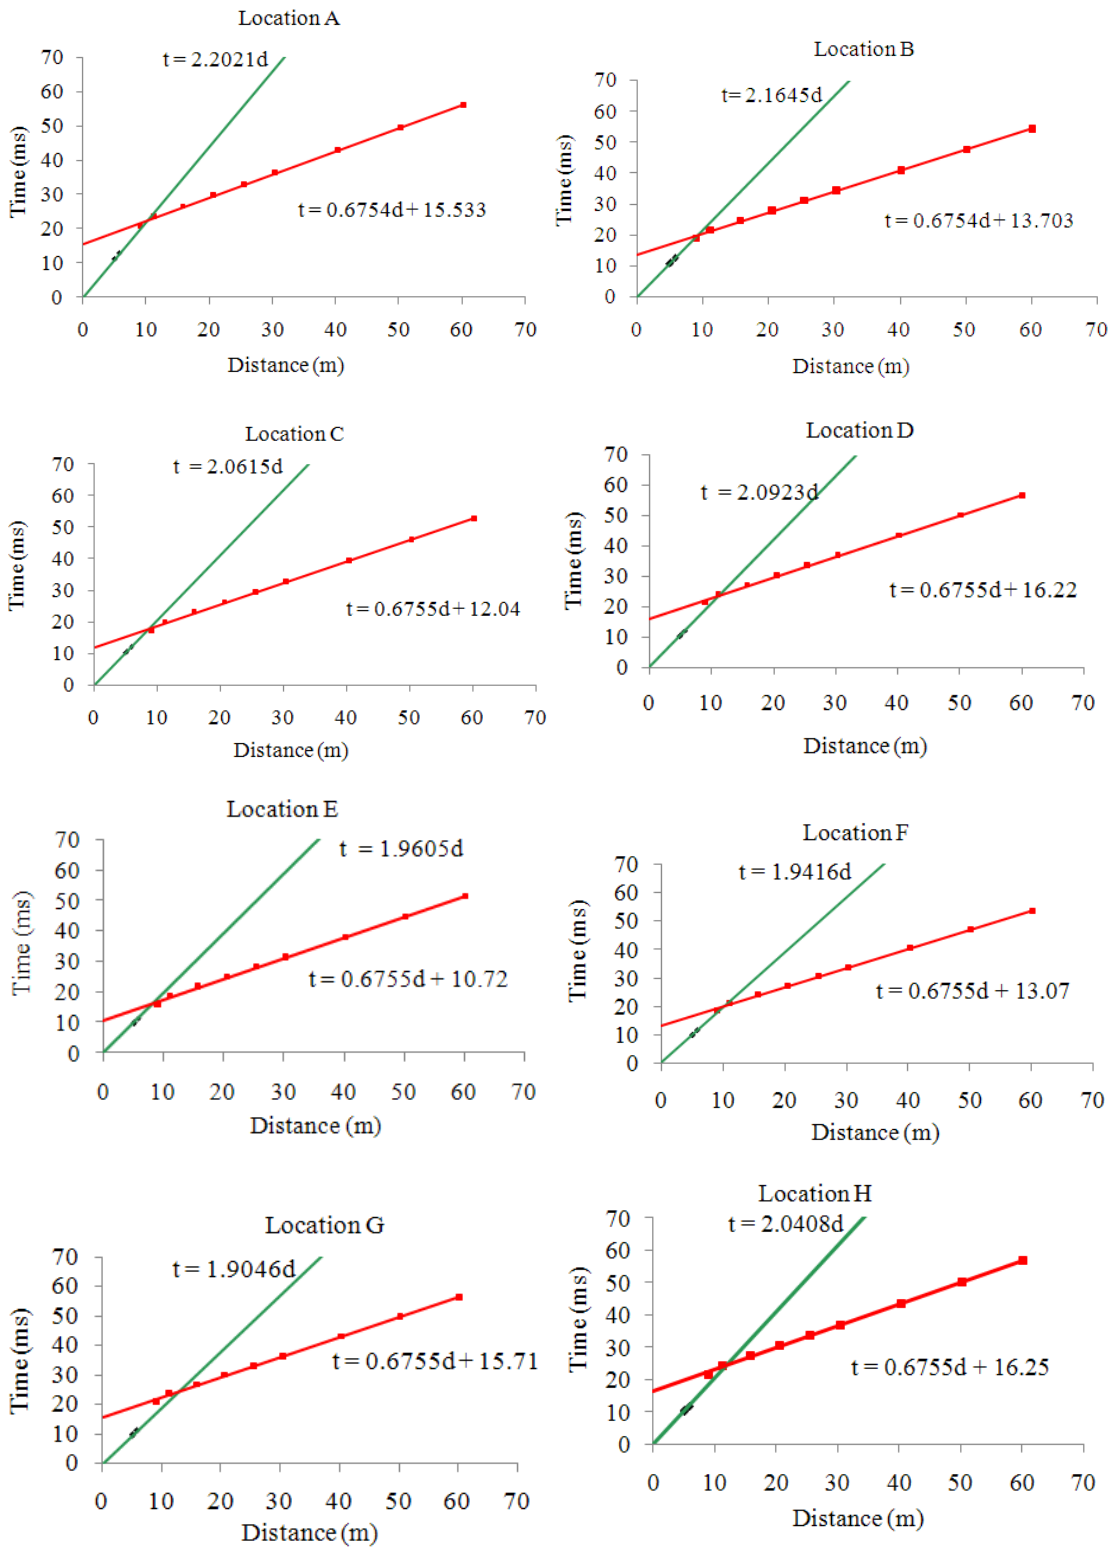 Location A
t = 2.2021d
70
60
50
40
30
20
10
0
Time (ms)
t = 0.6754d + 15.533
0 10 20 30 40 50 60 70
Distance (m)
Location B
t = 2.1645d
70
60
50
40
30
20
10
0
Time (ms)
t = 0.6754d + 13.703
0 10 20 30 40 50 60 70
Distance (m)
Location C
t = 2.0615d
70
60
50
40
30
20
10
0
Time (ms)
t = 0.6755d + 12.04
0 10 20 30 40 50 60 70
Distance (m)
Location D
t = 2.0923d
70
60
50
40
30
20
10
0
Time (ms)
t = 0.6755d + 16.22
0 10 20 30 40 50 60 70
Distance (m)
Location E
t = 1.9605d
70
60
50
40
30
20
10
0
Time (ms)
t = 0.6755d + 10.72
0 10 20 30 40 50 60 70
Distance (m)
Location F
t = 1.9416d
70
60
50
40
30
20
10
0
Time (ms)
t = 0.6755d + 13.07
0 10 20 30 40 50 60 70
Distance (m)
Location G
t = 1.9046d
70
60
50
40
30
20
10
0
Time (ms)
t = 0.6755d + 15.71
0 10 20 30 40 50 60 70
Distance (m)
Location H
t = 2.0408d
70
60
50
40
30
20
10
0
Time (ms)
t = 0.6755d + 16.25
0 10 20 30 40 50 60 70
Distance (m)